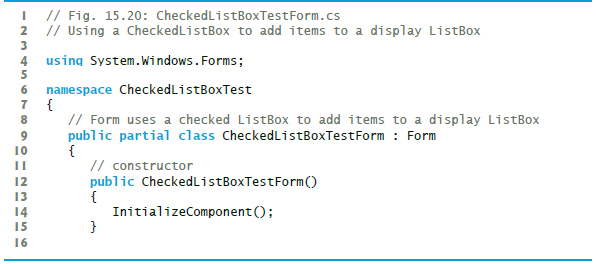 1 // Fig. 15.20: CheckedListBoxTestForm.cs
2 // Using a CheckedListBox to add items to a display ListBox
3
4 using System.Windows.Forms;
5
6 namespace CheckedListBoxTest
7 {
8 // Form uses a checked ListBox to add items to a display ListBox
9 public partial class CheckedListBoxTestForm : Form
10 {
11 // constructor
12 public CheckedListBoxTestForm()
13 {
14 InitializeComponent();
15 }
16